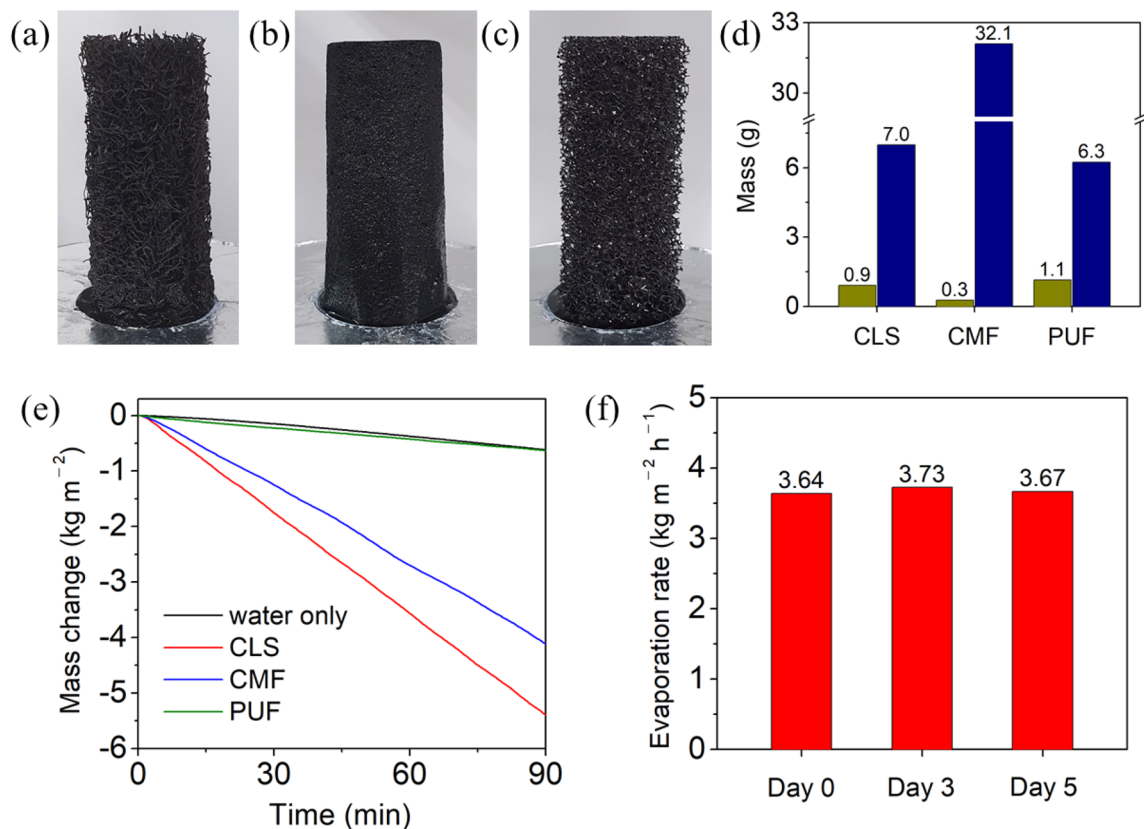 (a)
(b)
(c)
(d)
Mass (g)
33
32
31
6
3
0
0.9
7.0
0.3
32.1
1.1
6.3
CLS CMF PUF
(e)
Mass change (kg m⁻²)
0
-1
-2
-3
-4
-5
-6
water only
CLS
CMF
PUF
0 30 60 90
Time (min)
(f)
Evaporation rate (kg m⁻² h⁻¹)
5
4
3
2
1
0
3.64 3.73 3.67
Day 0 Day 3 Day 5